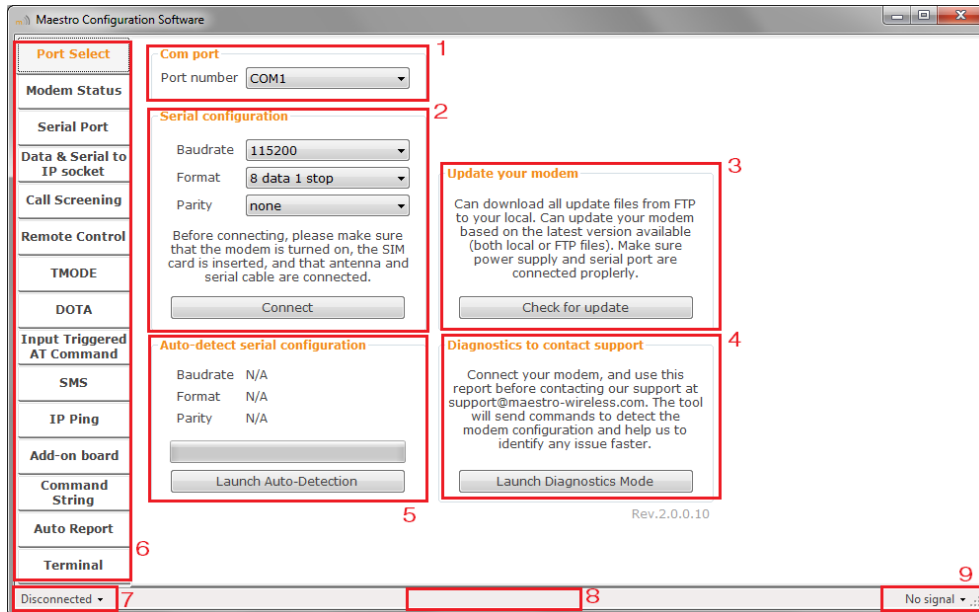 Maestro Configuration Software
Port Select
Modem Status
Serial Port
Data & Serial to
IP socket
Call Screening
Remote Control
TMODE
DOTA
Input Triggered
AT Command
SMS
IP Ping
Add-on board
Command
String
Auto Report
Terminal
6
Com port
1
Port number COM1
Serial configuration
2
Baudrate 115200
Format 8 data 1 stop
Parity none
Before connecting, please make sure
that the modem is turned on, the SIM
card is inserted, and that antenna and
serial cable are connected.
Connect
Auto-detect serial configuration
Baudrate N/A
Format N/A
Parity N/A
Launch Auto-Detection
5
Update your modem
3
Can download all update files from FTP
to your local. Can update your modem
based on the latest version available
(both local or FTP files). Make sure
power supply and serial port are
connected proplerly.
Check for update
Diagnostics to contact support
4
Connect your modem, and use this
report before contacting our support at
support@maestro-wireless.com. The tool
will send commands to detect the
modem configuration and help us to
identify any issue faster.
Launch Diagnostics Mode
Rev.2.0.0.10
Disconnected
7
8
9
No signal